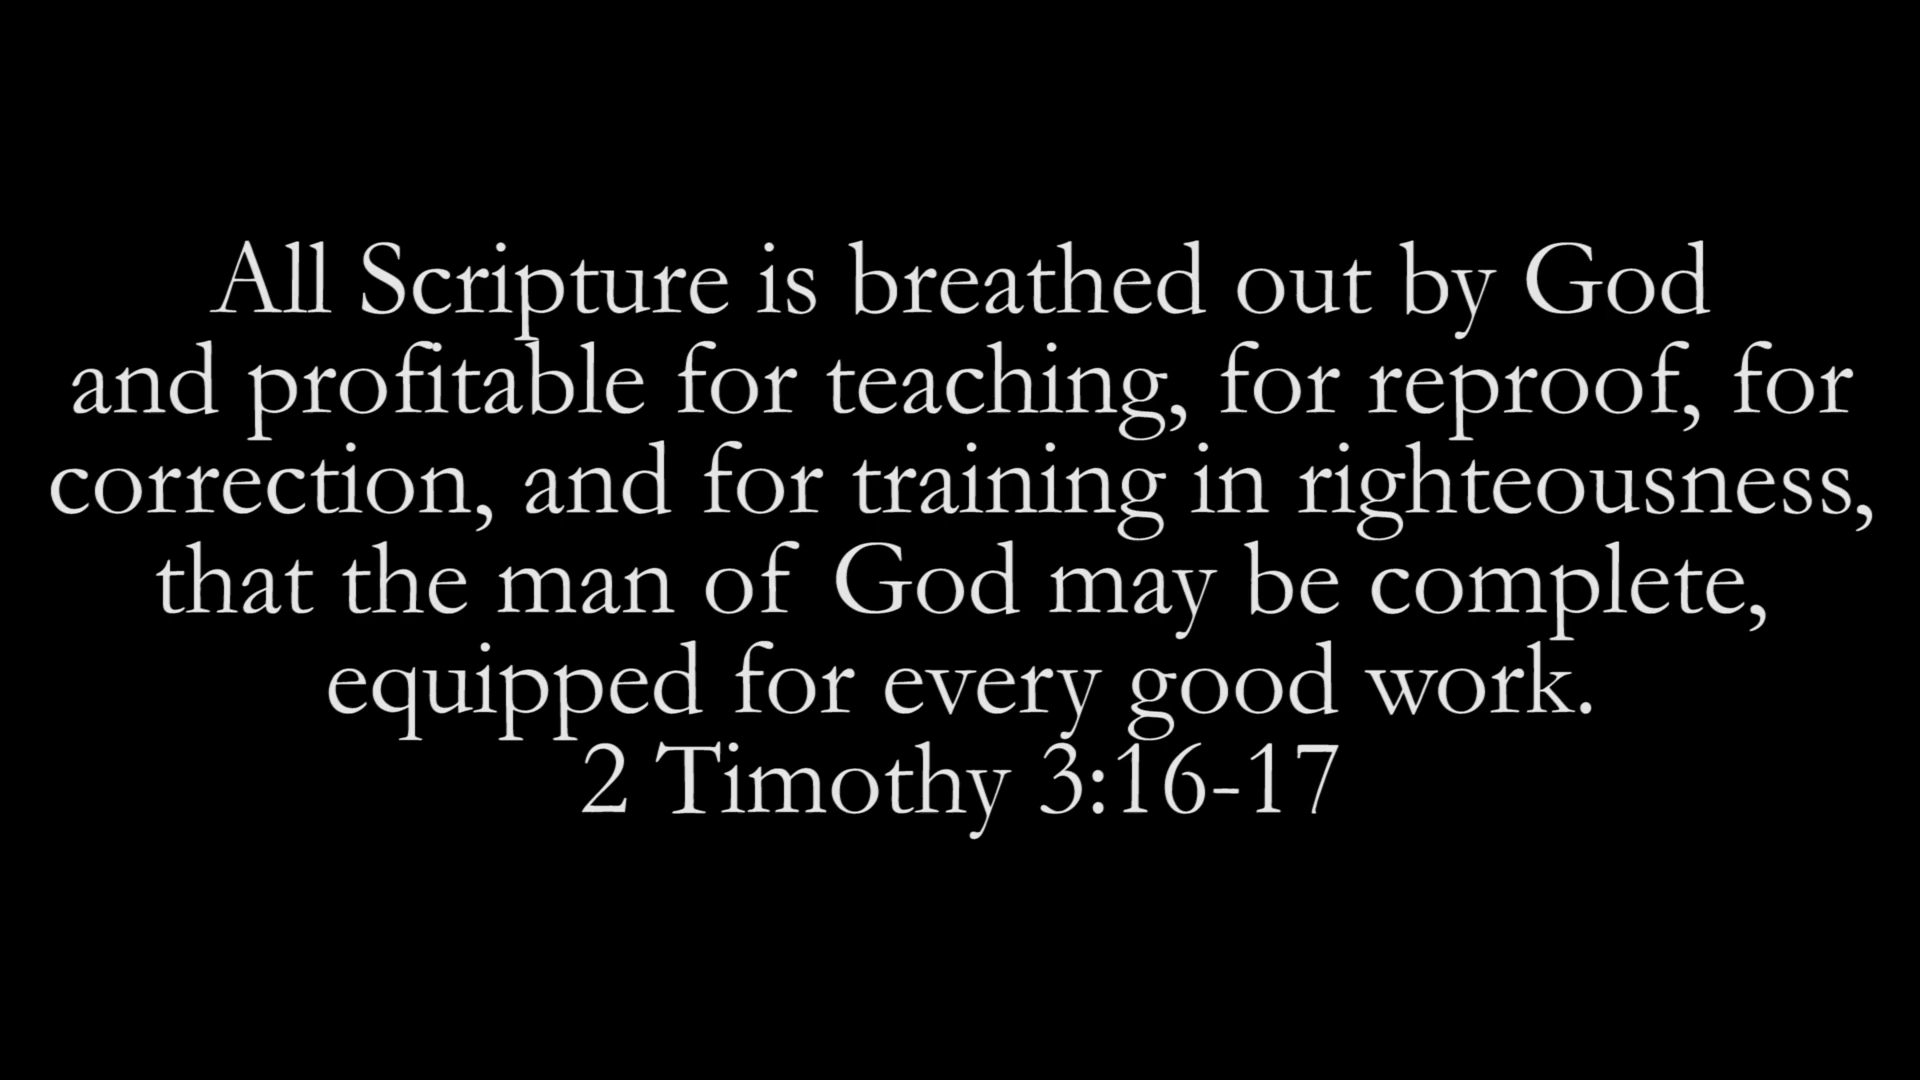 All Scripture is breathed out by God
and profitable for teaching, for reproof, for
correction, and for training in righteousness,
that the man of God may be complete,
equipped for every good work.
2 Timothy 3:16-17